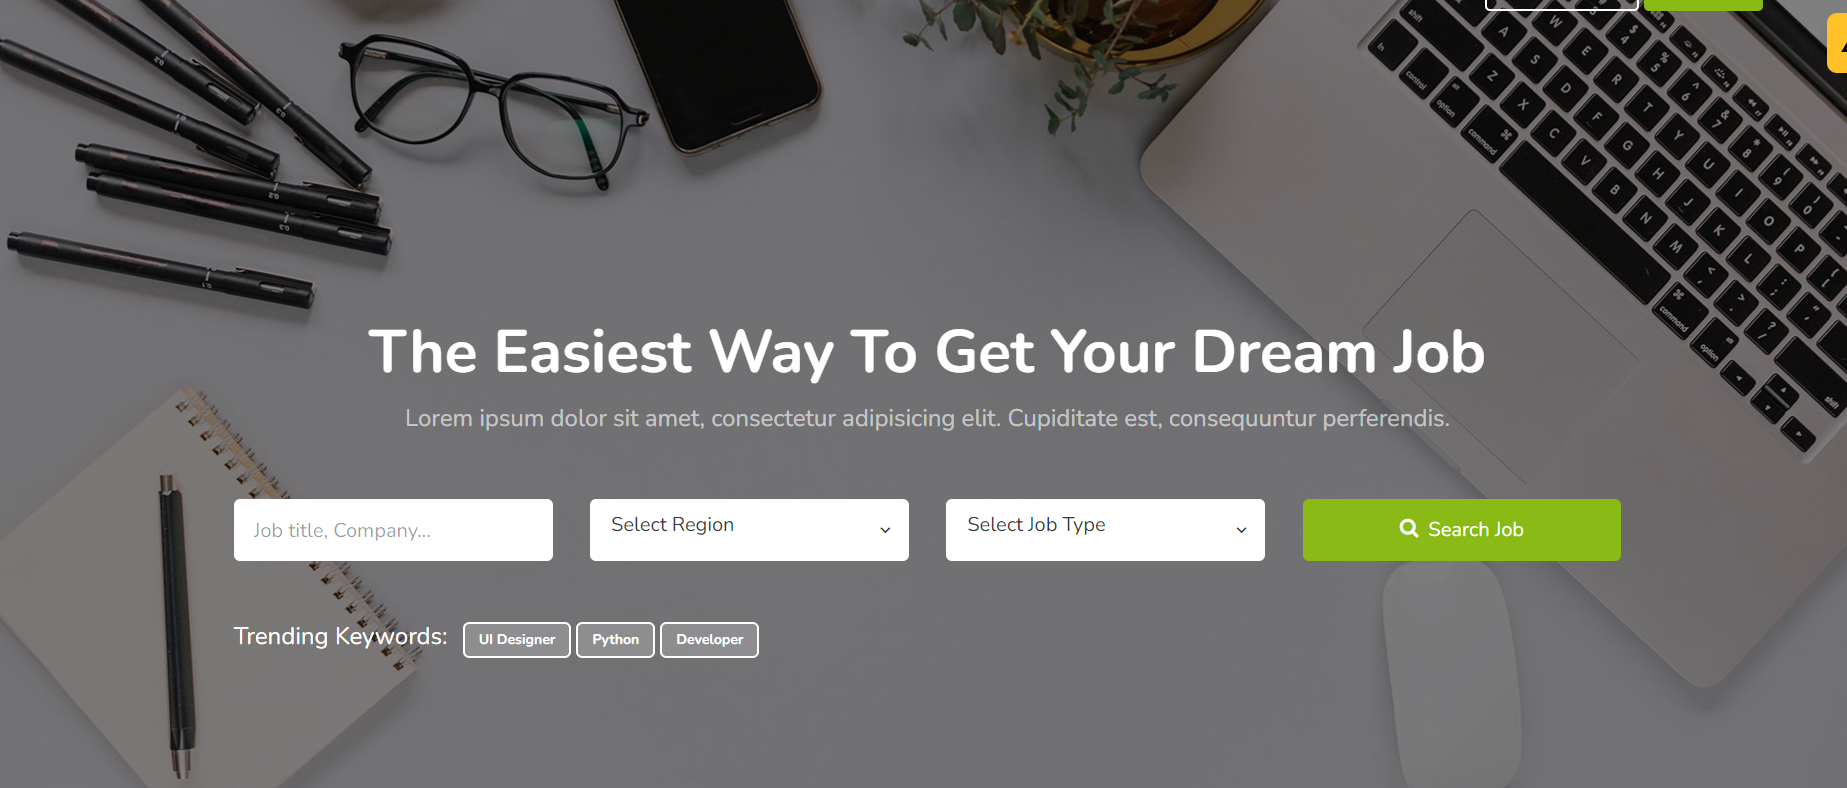 The Easiest Way To Get Your Dream Job
Lorem ipsum dolor sit amet, consectetur adipisicing elit. Cupiditate est, consequuntur perferendis.
Job title, Company...
Select Region
Select Job Type
Search Job
Trending Keywords:
UI Designer
Python
Developer